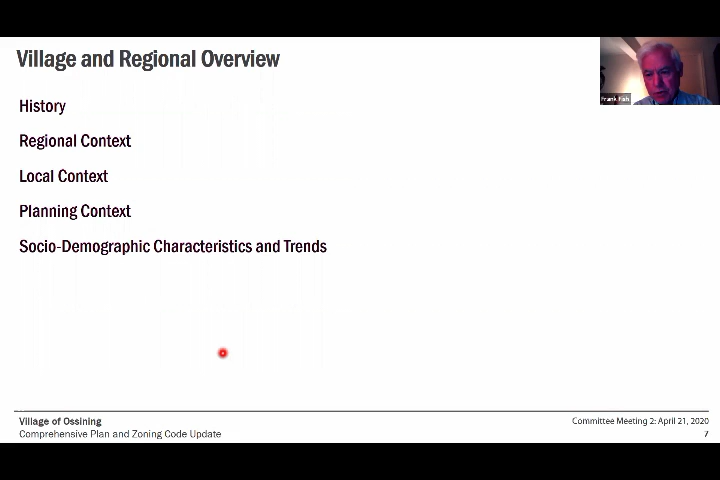 Village and Regional Overview
Frank Fish
History
Regional Context
Local Context
Planning Context
Socio-Demographic Characteristics and Trends
Village of Ossining
Comprehensive Plan and Zoning Code Update
Committee Meeting 2: April 21, 2020
7